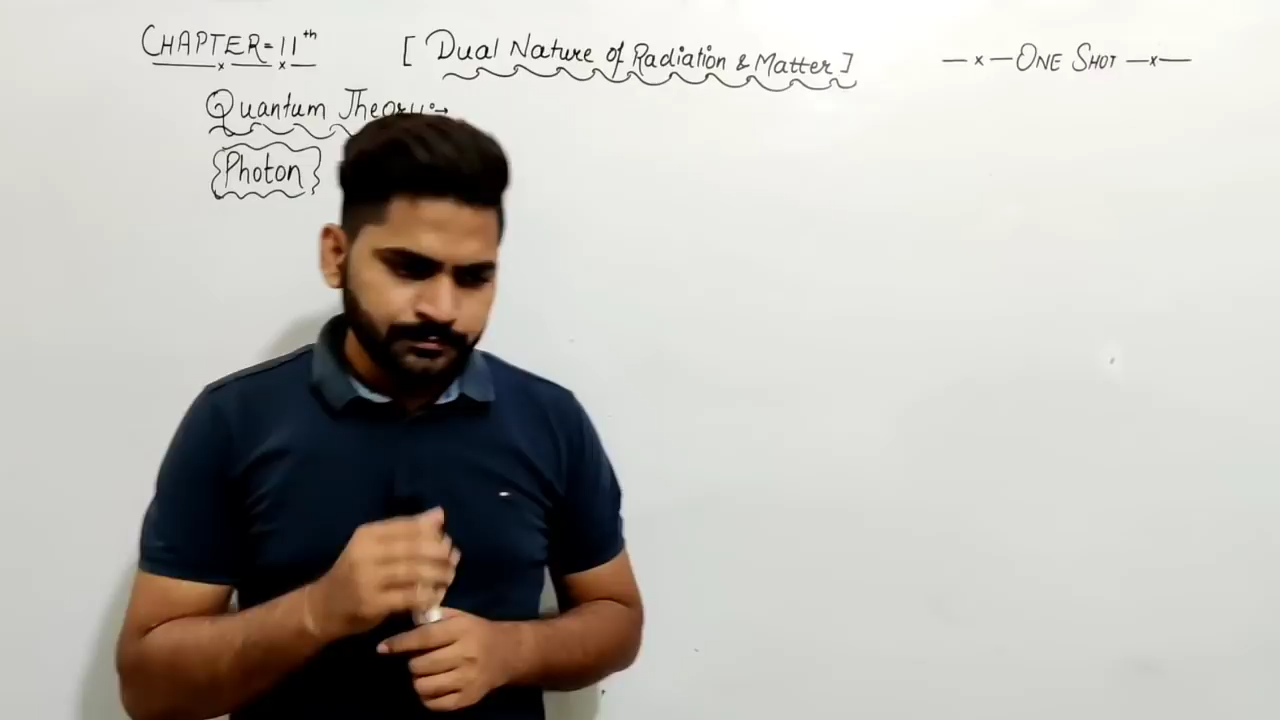 CHAPTER=11th [Dual Nature of Radiation & Matter] —x—ONE SHOT—x—
Quantum Theory:→
Photon